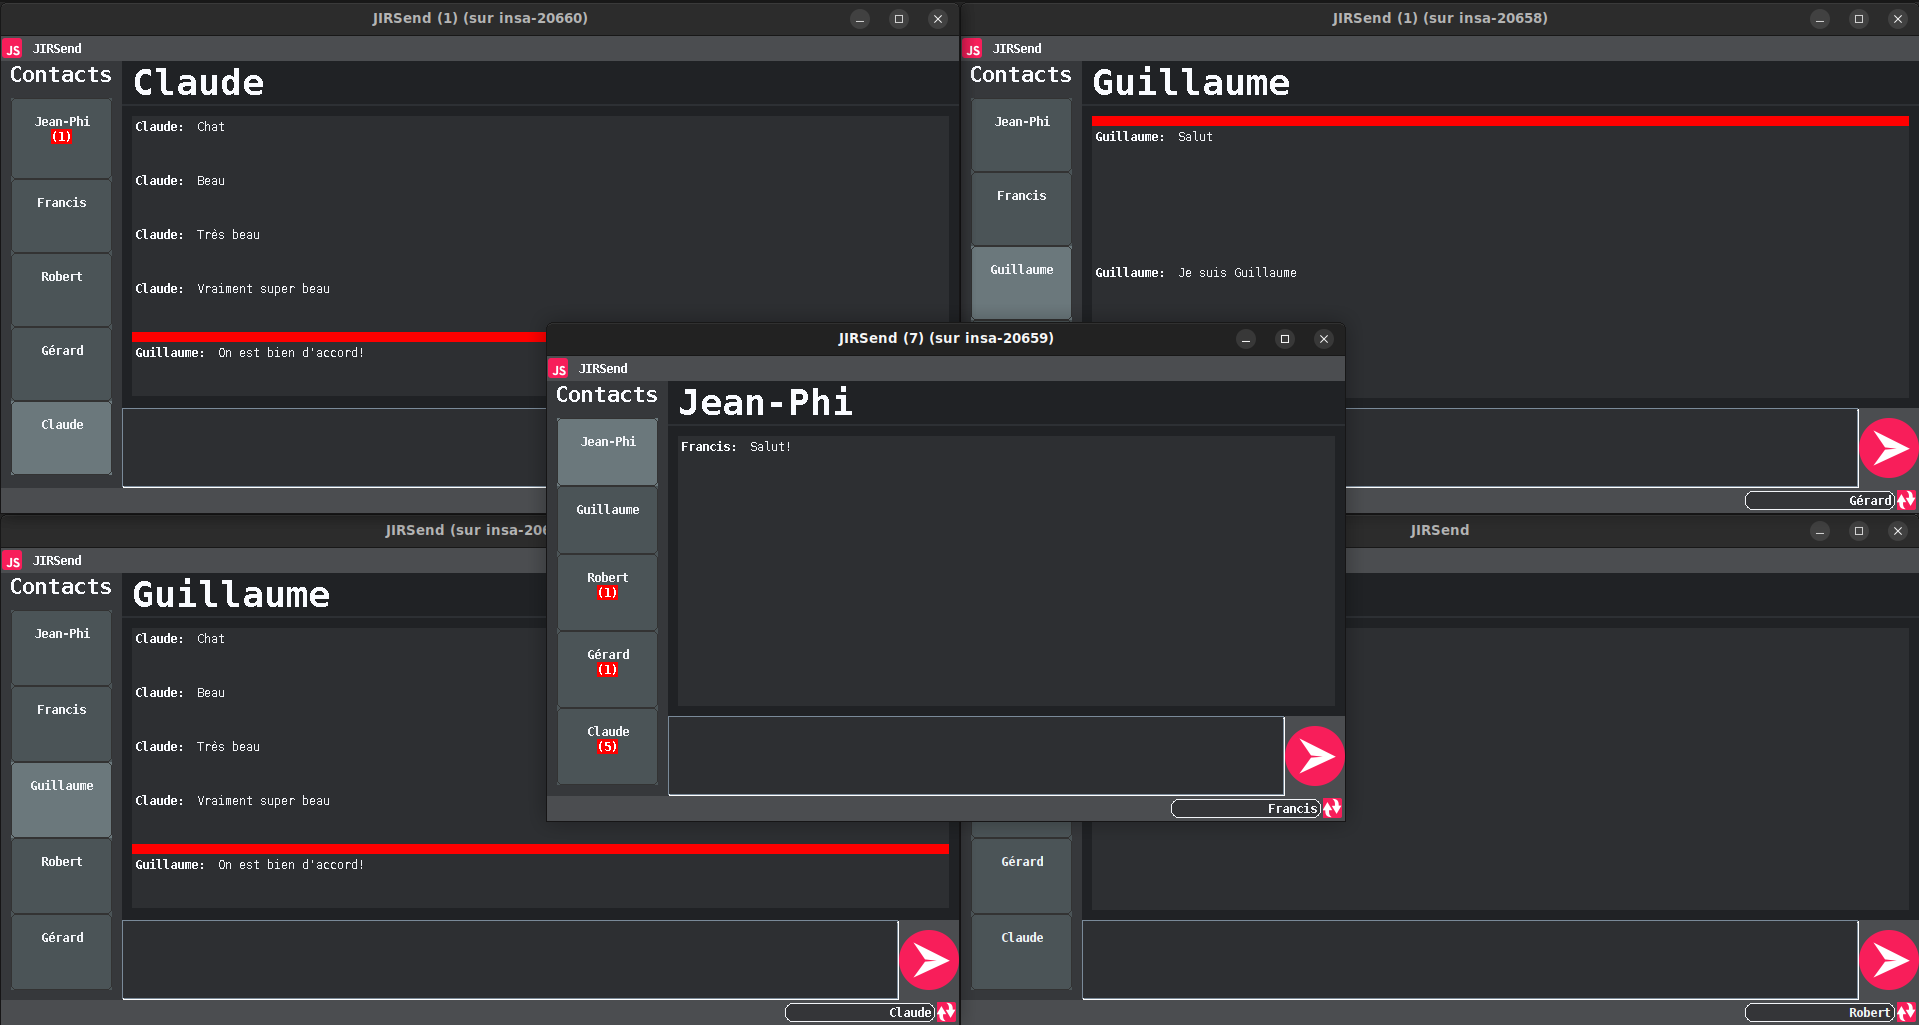 JIRSend (1) (sur insa-20660)
JS JIRSend
Contacts
Jean-Phi
(1)
Francis
Robert
Gérard
Claude
Claude
Claude: Chat
Claude: Beau
Claude: Très beau
Claude: Vraiment super beau
Guillaume: On est bien d'accord!
JIRSend (1) (sur insa-20658)
JS JIRSend
Contacts
Jean-Phi
Francis
Guillaume
Guillaume
Guillaume: Salut
Guillaume: Je suis Guillaume
Gérard
JIRSend (7) (sur insa-20659)
JS JIRSend
Contacts
Jean-Phi
Guillaume
Robert
(1)
Gérard
(1)
Claude
(5)
Jean-Phi
Francis: Salut!
Francis
JIRSend (sur insa-206
JS JIRSend
Contacts
Jean-Phi
Francis
Guillaume
Robert
Gérard
Guillaume
Claude: Chat
Claude: Beau
Claude: Très beau
Claude: Vraiment super beau
Guillaume: On est bien d'accord!
Claude
JIRSend
Gérard
Claude
Robert